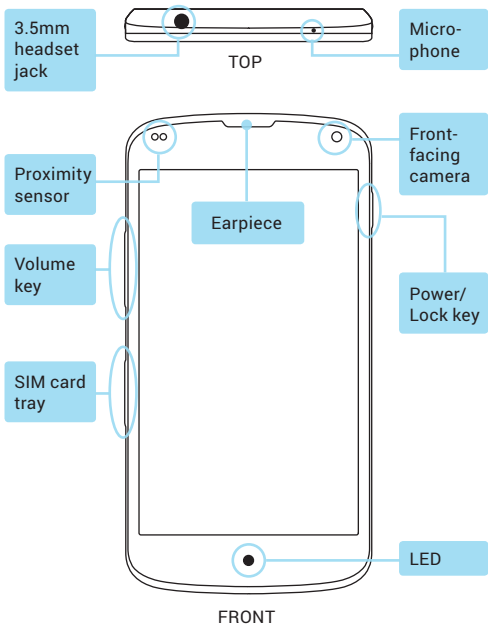 3.5mm
headset
jack
Micro-
phone
TOP
Front-
facing
camera
Proximity
sensor
Earpiece
Volume
key
Power/
Lock key
SIM card
tray
LED
FRONT